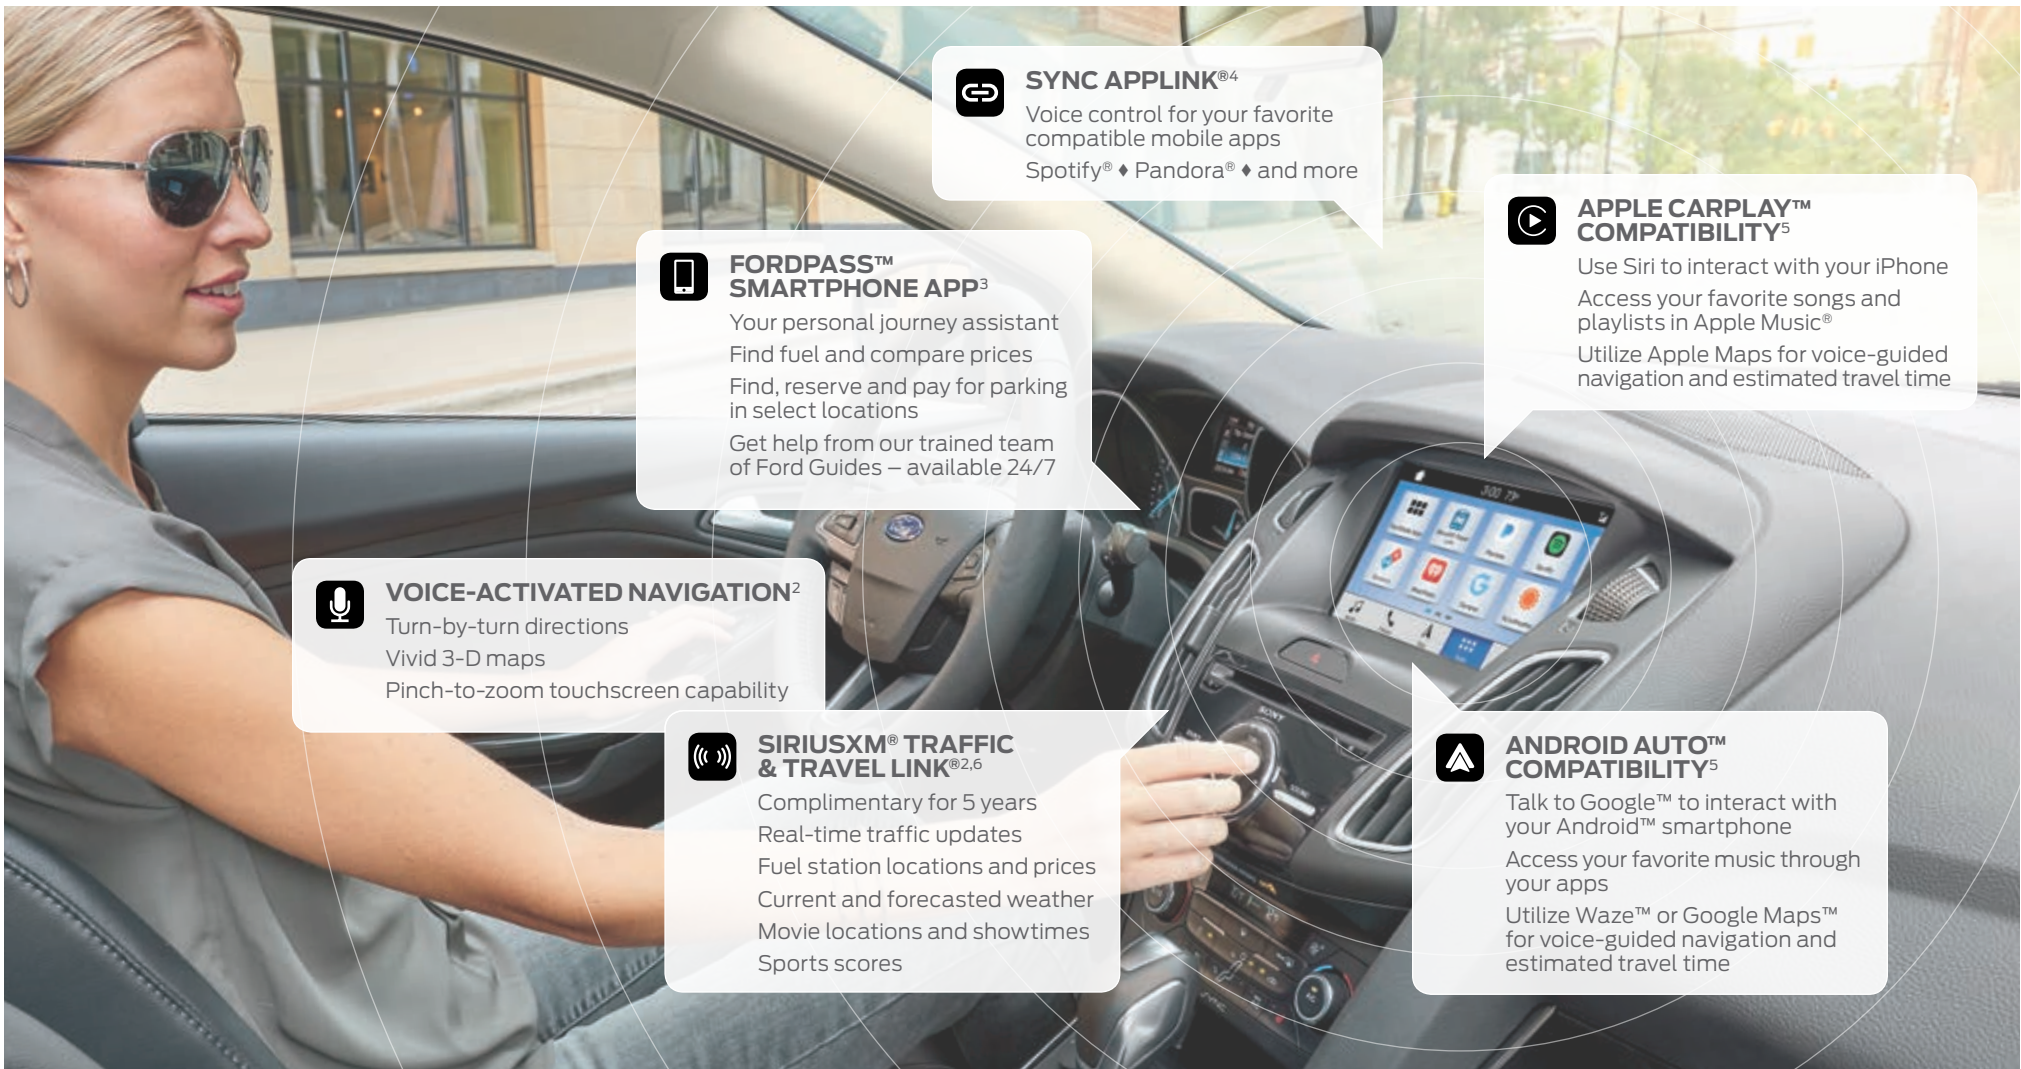 SYNC APPLINK®4
Voice control for your favorite
compatible mobile apps
Spotify® ♦ Pandora® ♦ and more
APPLE CARPLAY™
COMPATIBILITY5
Use Siri to interact with your iPhone
Access your favorite songs and
playlists in Apple Music®
Utilize Apple Maps for voice-guided
navigation and estimated travel time
FORDPASS™
SMARTPHONE APP3
Your personal journey assistant
Find fuel and compare prices
Find, reserve and pay for parking
in select locations
Get help from our trained team
of Ford Guides – available 24/7
VOICE-ACTIVATED NAVIGATION2
Turn-by-turn directions
Vivid 3-D maps
Pinch-to-zoom touchscreen capability
SIRIUSXM® TRAFFIC
& TRAVEL LINK®2,6
Complimentary for 5 years
Real-time traffic updates
Fuel station locations and prices
Current and forecasted weather
Movie locations and showtimes
Sports scores
ANDROID AUTO™
COMPATIBILITY5
Talk to Google™ to interact with
your Android™ smartphone
Access your favorite music through
your apps
Utilize Waze™ or Google Maps™
for voice-guided navigation and
estimated travel time
3:00
Pandora
Spotify
SONY
SYNC